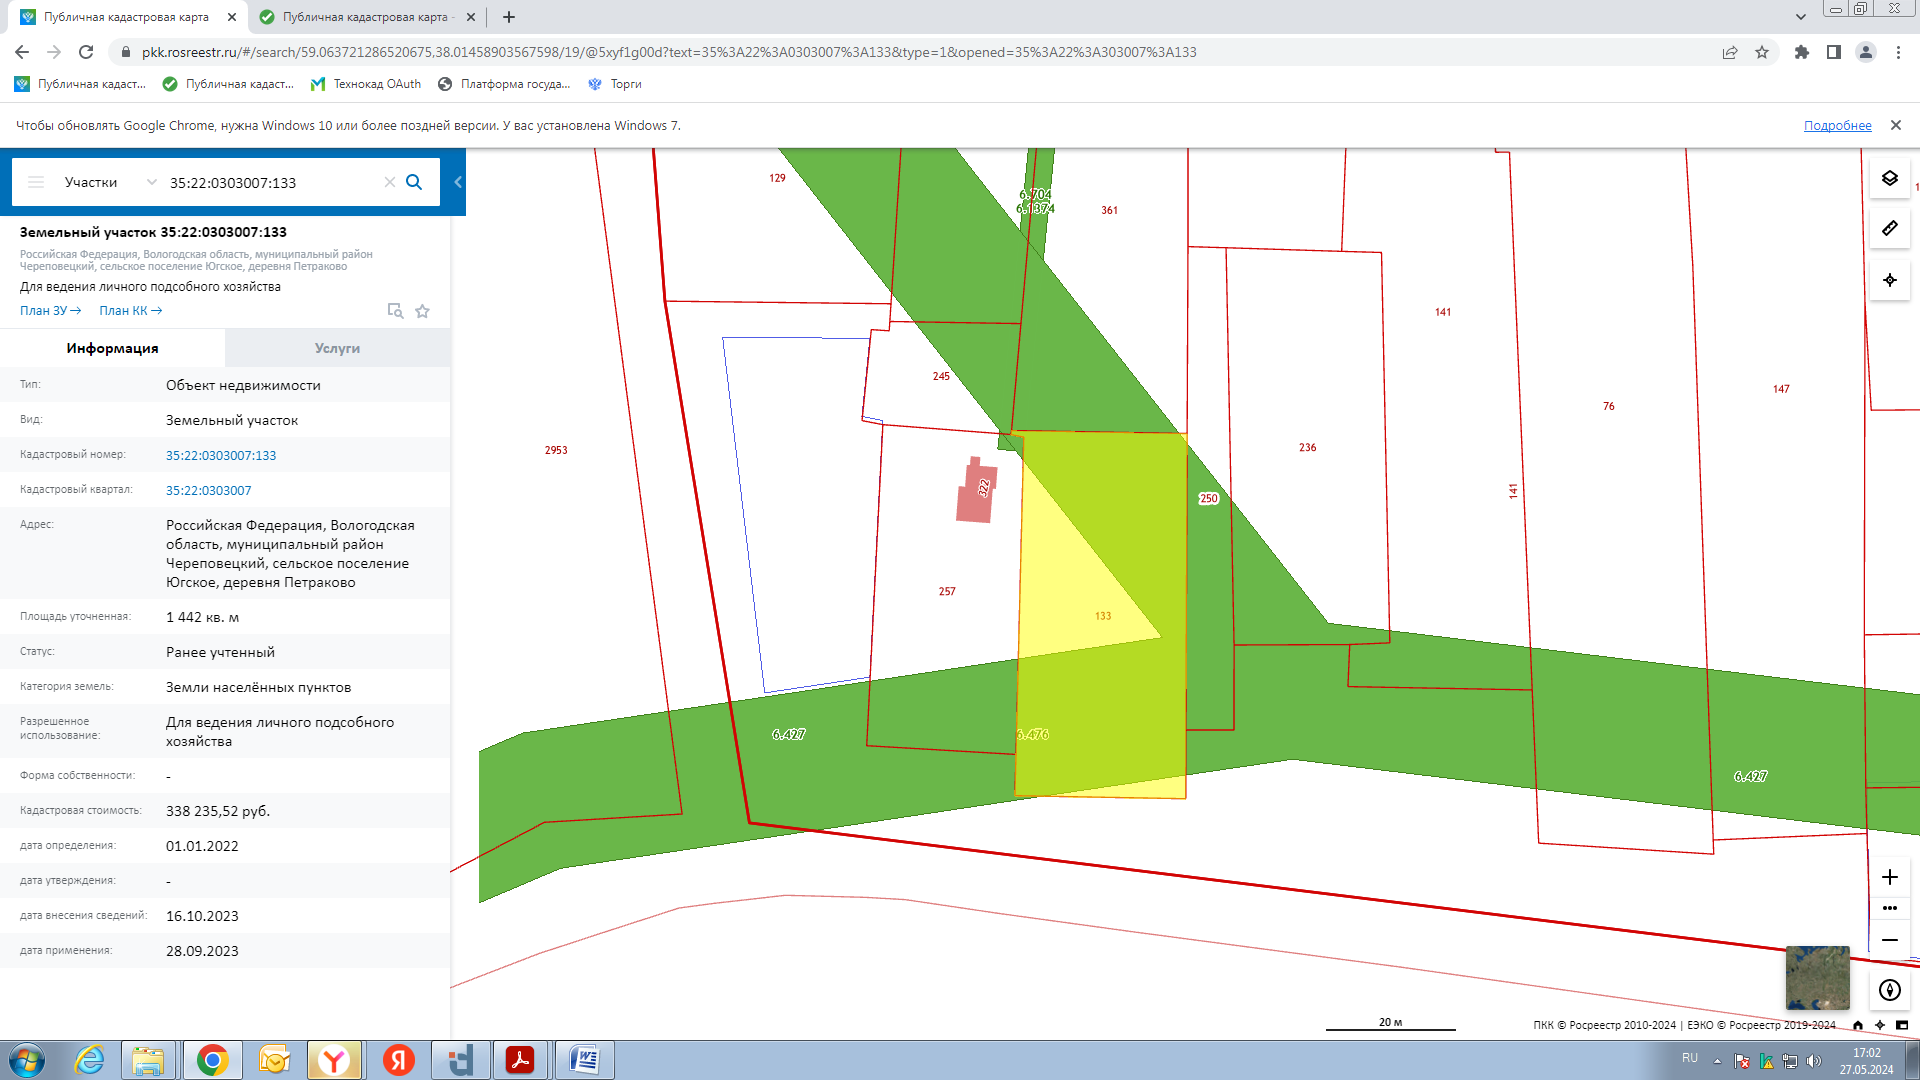 Публичная кадастровая карта
Публичная кадастровая карта -
pkk.rosreestr.ru/#/search/59.063721286520675,38.01458903567598/19/@5xyf1g00d?text=35%3A22%3A0303007%3A133&type=1&opened=35%3A22%3A303007%3A133
Публичная кадаст... Публичная кадаст... Технокад OAuth Платформа госуда... Торги
Чтобы обновлять Google Chrome, нужна Windows 10 или более поздней версии. У вас установлена Windows 7.
Подробнее
Участки 35:22:0303007:133
Земельный участок 35:22:0303007:133
Российская Федерация, Вологодская область, муниципальный район
Череповецкий, сельское поселение Югское, деревня Петраково
Для ведения личного подсобного хозяйства
План ЗУ→ План КК→
Информация Услуги
Тип: Объект недвижимости
Вид: Земельный участок
Кадастровый номер: 35:22:0303007:133
Кадастровый квартал: 35:22:0303007
Адрес: Российская Федерация, Вологодская
область, муниципальный район
Череповецкий, сельское поселение
Югское, деревня Петраково
Площадь уточненная: 1 442 кв. м
Статус: Ранее учтенный
Категория земель: Земли населённых пунктов
Разрешенное использование: Для ведения личного подсобного
хозяйства
Форма собственности: -
Кадастровая стоимость: 338 235,52 руб.
дата определения: 01.01.2022
дата утверждения: -
дата внесения сведений: 16.10.2023
дата применения: 28.09.2023
129
6.704
6.1374
361
141
245
147
76
2953
236
322
141
250
257
133
6.427
6.476
6.427
20 м
ПКК © Росреестр 2010-2024 | ЕЭКО © Росреестр 2019-2024
RU
17:02
27.05.2024